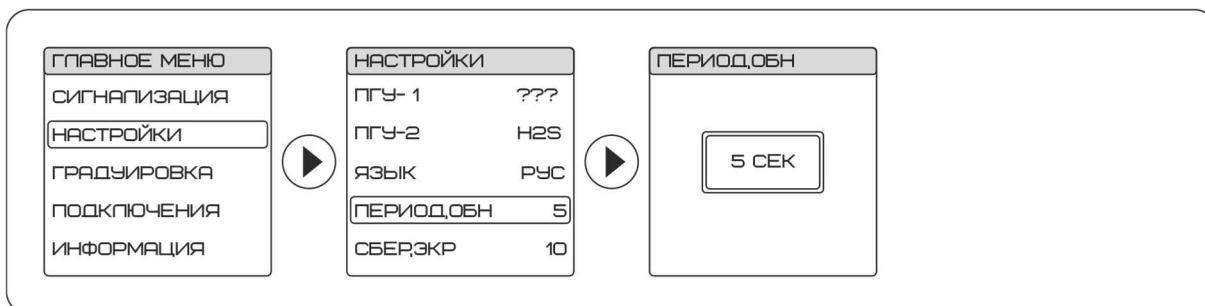 ГЛАВНОЕ МЕНЮ
СИГНАЛИЗАЦИЯ
НАСТРОЙКИ
ГРАДУИРОВКА
ПОДКЛЮЧЕНИЯ
ИНФОРМАЦИЯ
НАСТРОЙКИ
ПГУ- 1 ???
ПГУ-2 H2S
ЯЗЫК РУС
ПЕРИОД,ОБН 5
СБЕР,ЭКР 10
ПЕРИОД,ОБН
5 СЕК